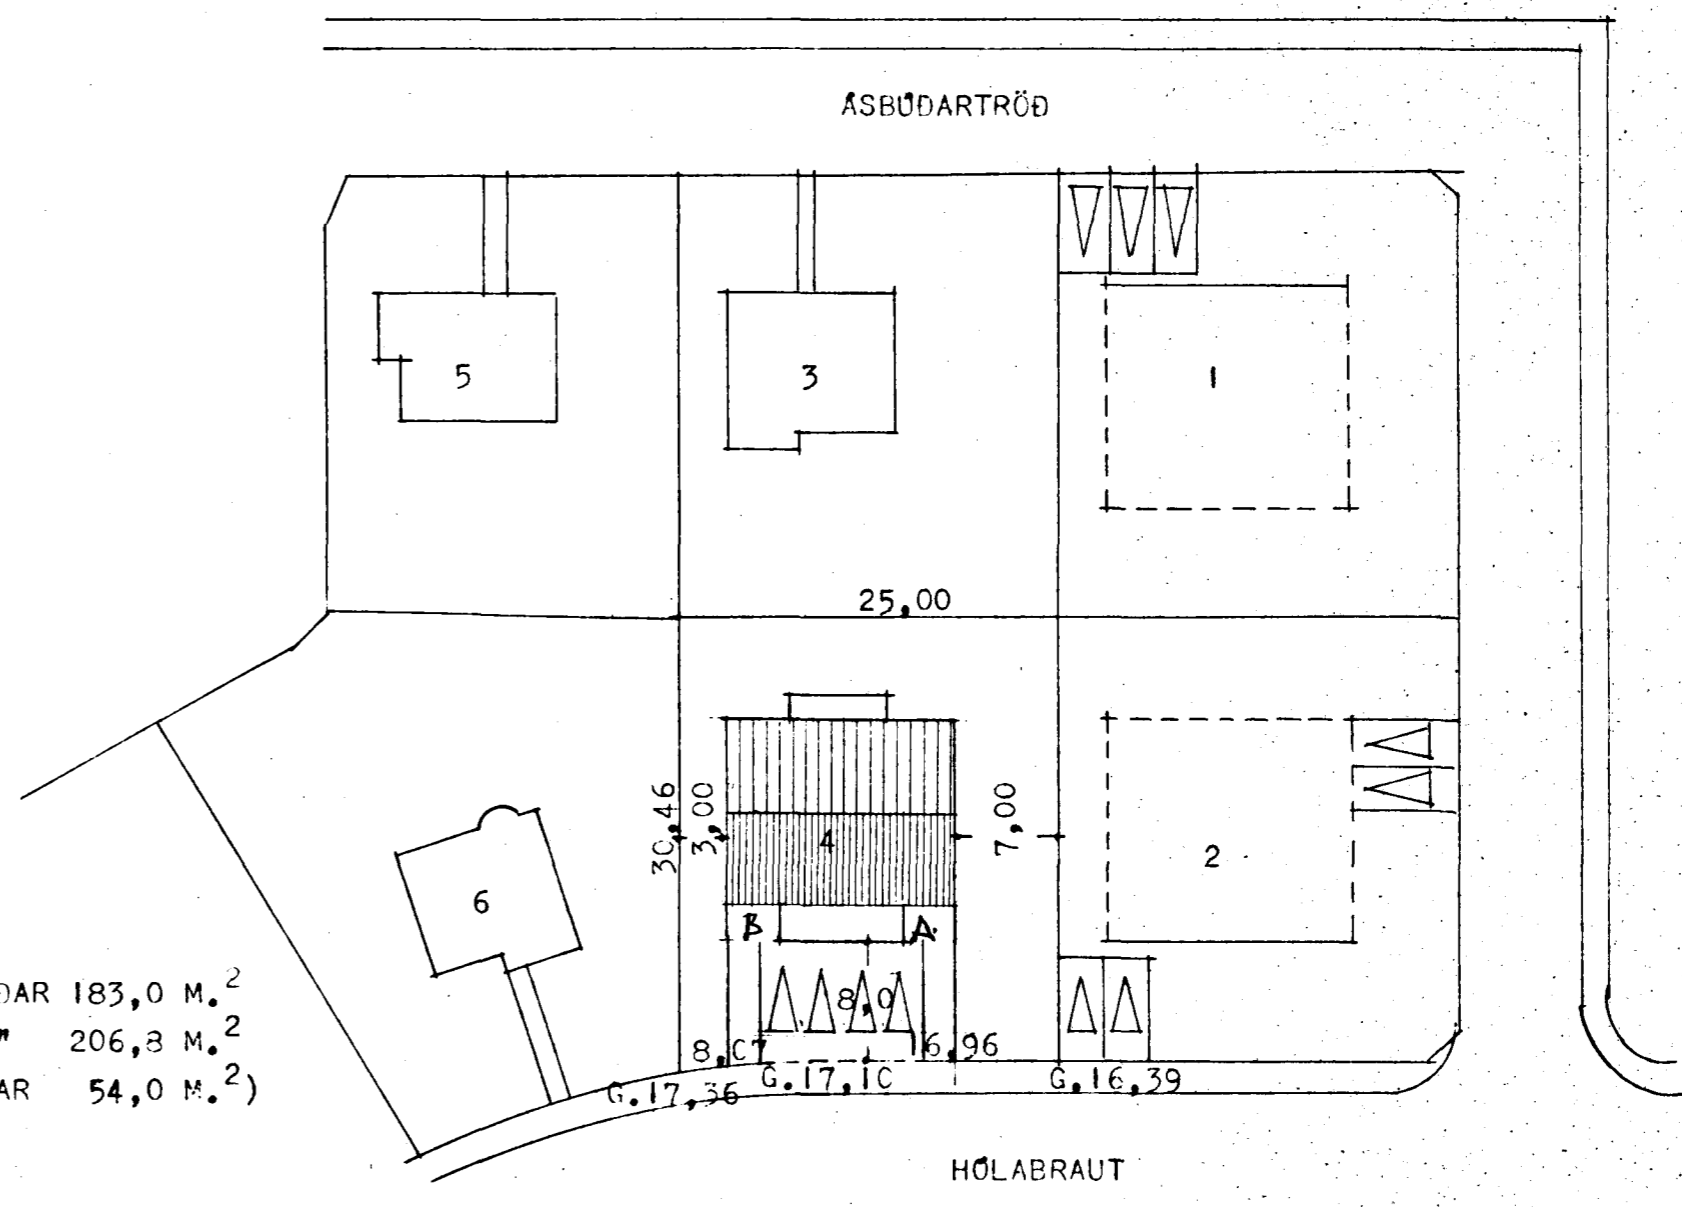 ÁSBÚÐARTRÖÐ
5
3
1
25,00
30,46
3,00
4
7,00
2
6
B
A
8,0
ÐAR 183,0 M.²
" 206,8 M.²
AR 54,0 M.²)
8,07
16,96
G.17,36
G.17,10
G.16,39
HÓLABRAUT